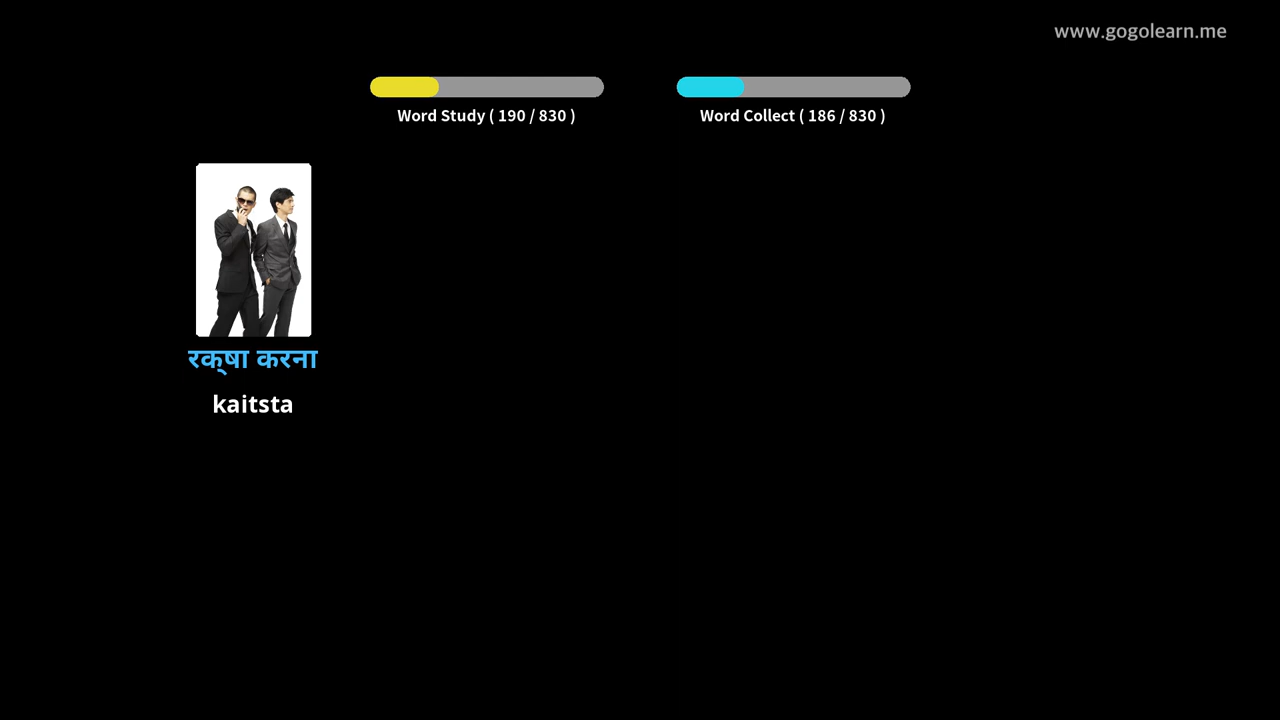 www.gogolearn.me
Word Study ( 190 / 830 )
Word Collect ( 186 / 830 )
रक्षा करना
kaitsta